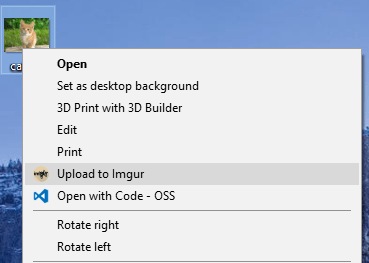 Open
Set as desktop background
3D Print with 3D Builder
Edit
Print
Upload to Imgur
Open with Code - OSS
Rotate right
Rotate left